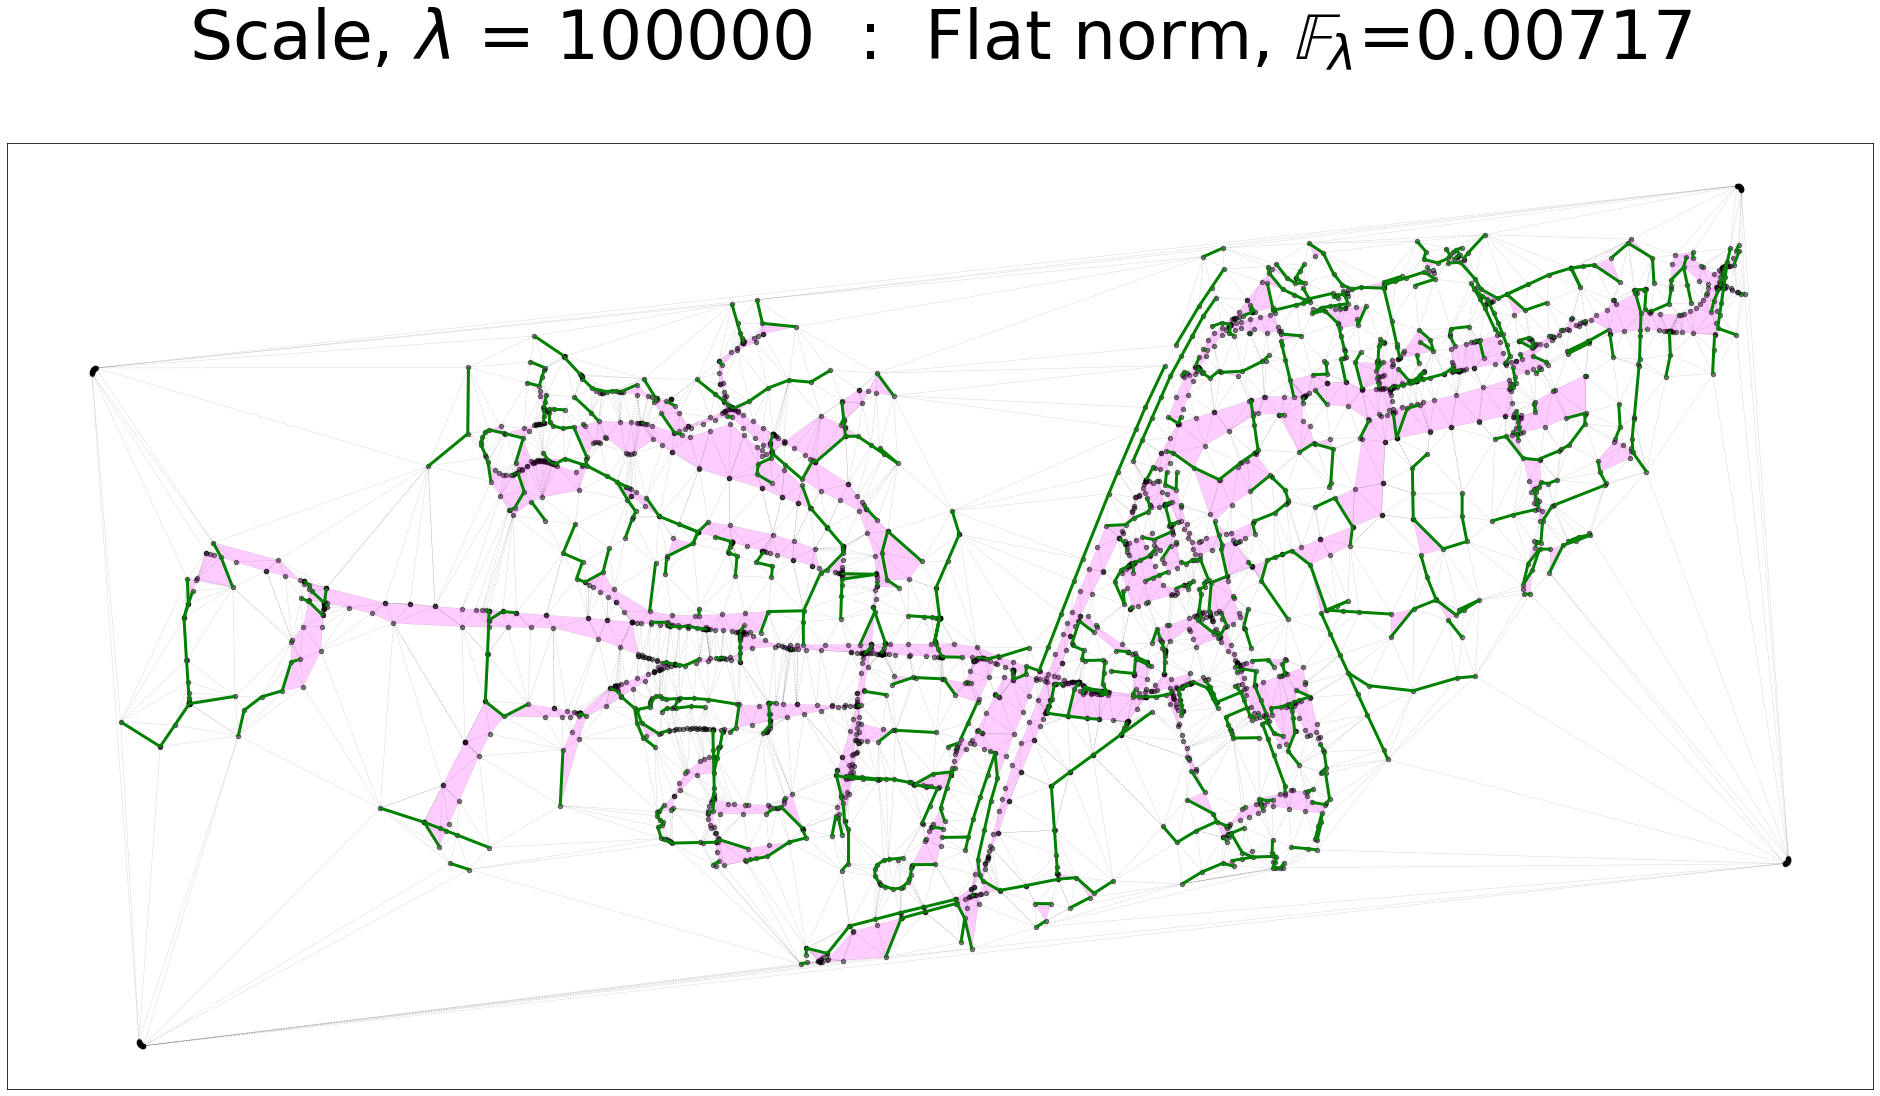 Scale, λ = 100000 : Flat norm, 𝔽λ=0.00717